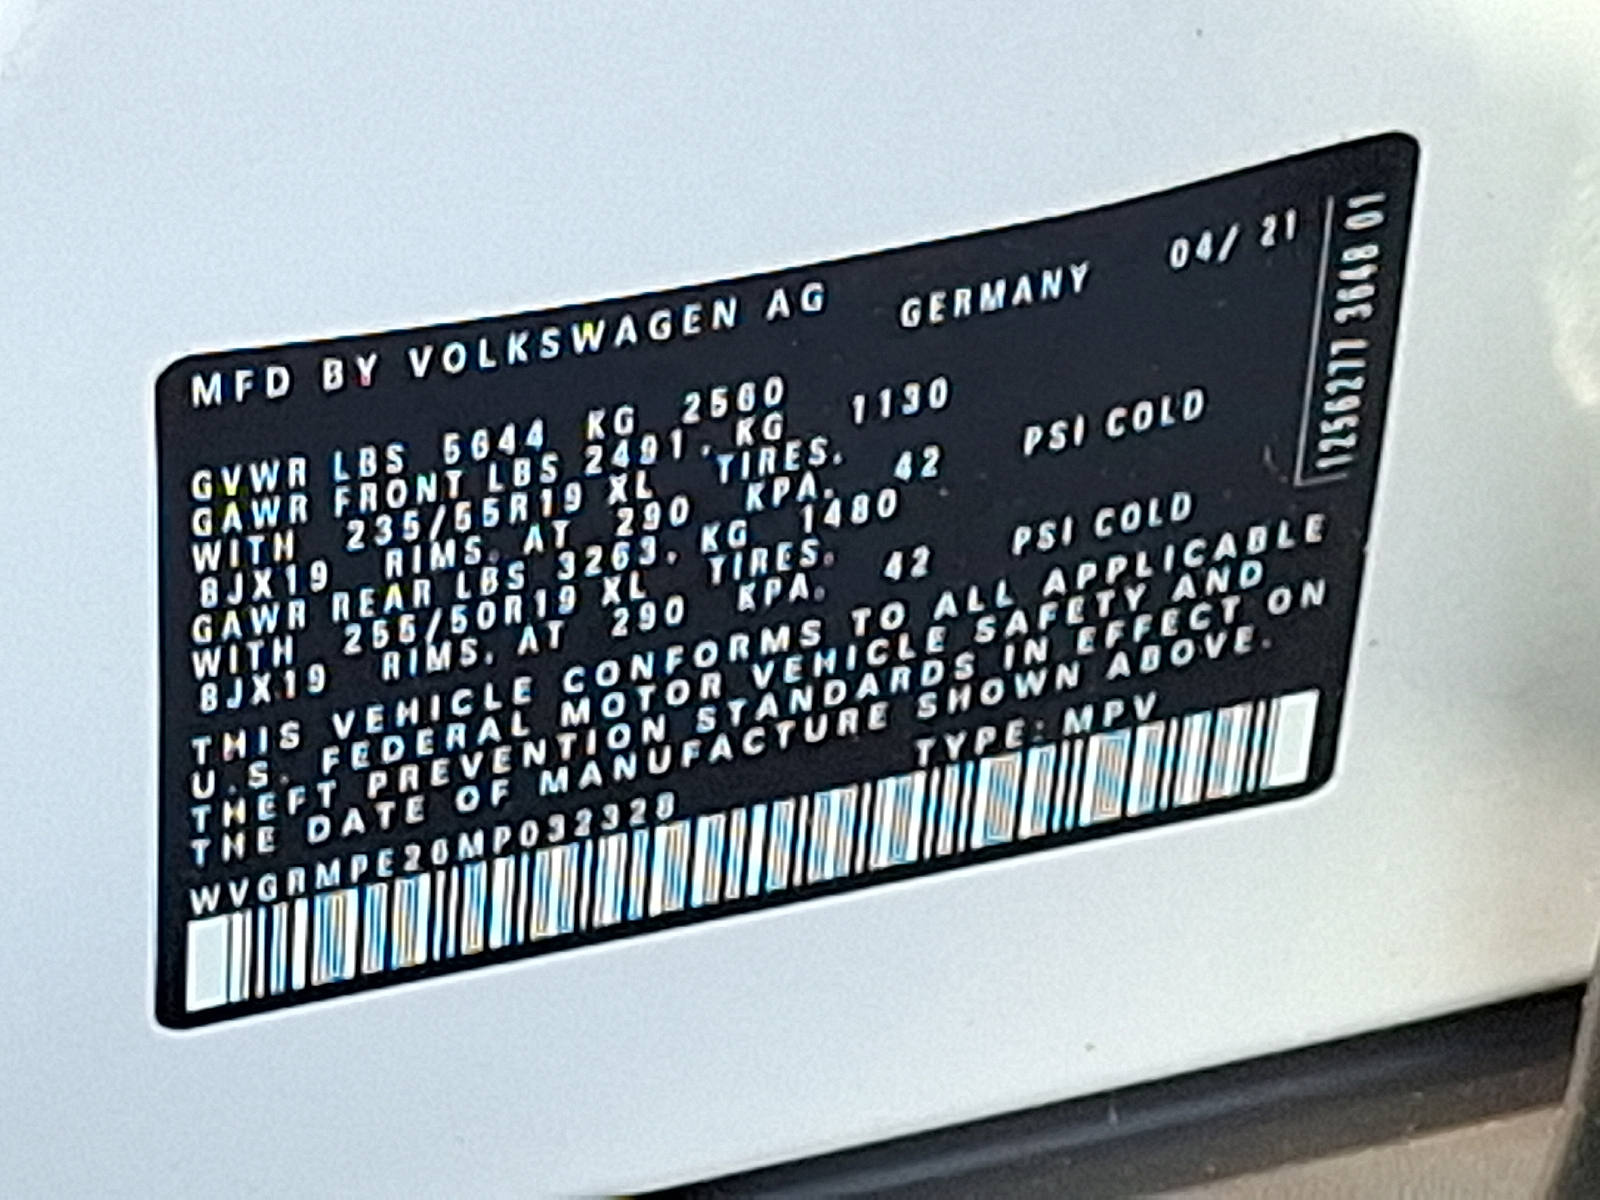 MFD BY VOLKSWAGEN AG GERMANY 04/ 21
GVWR LBS 5644 KG 2560
GAWR FRONT LBS 2491. KG 1130
WITH 235/55R19 XL TIRES.
8JX19 RIMS. AT 290 KPA. 42 PSI COLD
GAWR REAR LBS 3263. KG 1480
WITH 255/50R19 XL TIRES.
8JX19 RIMS. AT 290 KPA. 42 PSI COLD
THIS VEHICLE CONFORMS TO ALL APPLICABLE
U.S. FEDERAL MOTOR VEHICLE SAFETY AND
THEFT PREVENTION STANDARDS IN EFFECT ON
THE DATE OF MANUFACTURE SHOWN ABOVE.
WVGRMPE26MP032328 TYPE: MPV
1256277 3648 01